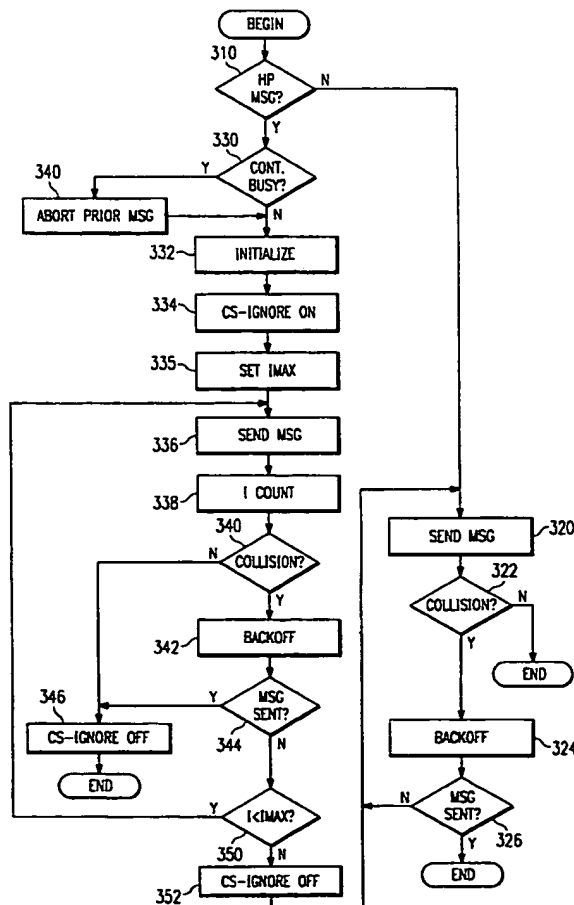 BEGIN
310
HP
MSG?
N
Y
330
CONT.
BUSY?
Y
340
ABORT PRIOR MSG
N
332
INITIALIZE
334
CS-IGNORE ON
335
SET IMAX
336
SEND MSG
338
I COUNT
340
COLLISION?
N
Y
342
BACKOFF
346
CS-IGNORE OFF
END
Y
MSG
SENT?
344
N
Y
I<IMAX?
350
N
352
CS-IGNORE OFF
SEND MSG
320
322
COLLISION?
N
END
Y
BACKOFF
324
N
MSG
SENT?
326
Y
END